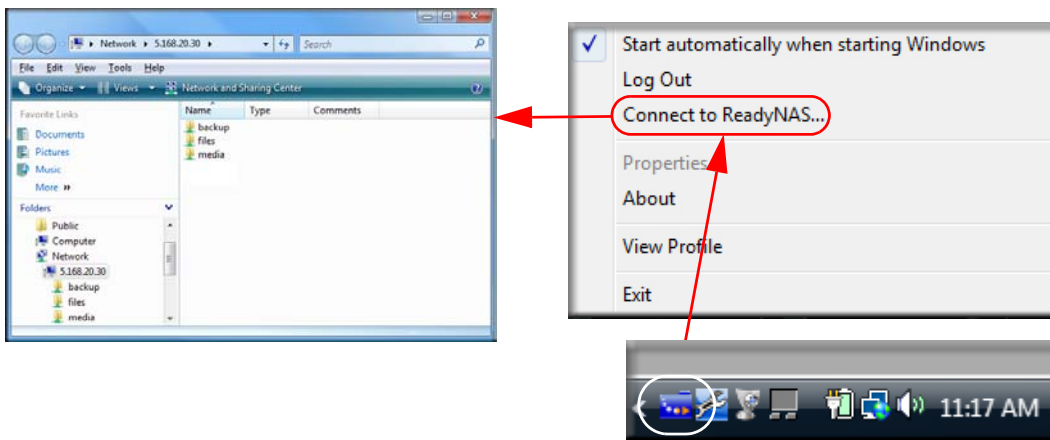 Network ▸ 5.168.20.30 ▸ Search
File Edit View Tools Help
Organize Views Network and Sharing Center
Favorite Links
Documents
Pictures
Music
More »
Folders
Public
Computer
Network
5.168.20.30
backup
files
media
Name Type Comments
backup
files
media
Start automatically when starting Windows
Log Out
Connect to ReadyNAS...
Properties
About
View Profile
Exit
11:17 AM